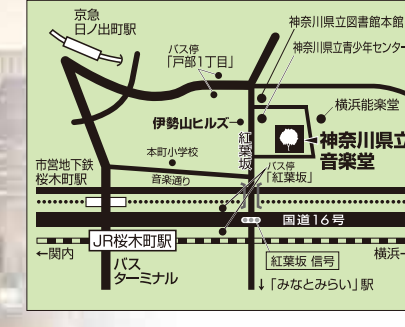 京急
日ノ出町駅
神奈川県立図書館本館
バス停
「戸部1丁目」
神奈川県立青少年センター
横浜能楽堂
伊勢山ヒルズ
紅葉坂
神奈川県立
音楽堂
本町小学校
市営地下鉄
桜木町駅
音楽通り
バス停
「紅葉坂」
国道16号
JR桜木町駅
←関内
横浜
バス
ターミナル
紅葉坂 信号
↓「みなとみらい」駅